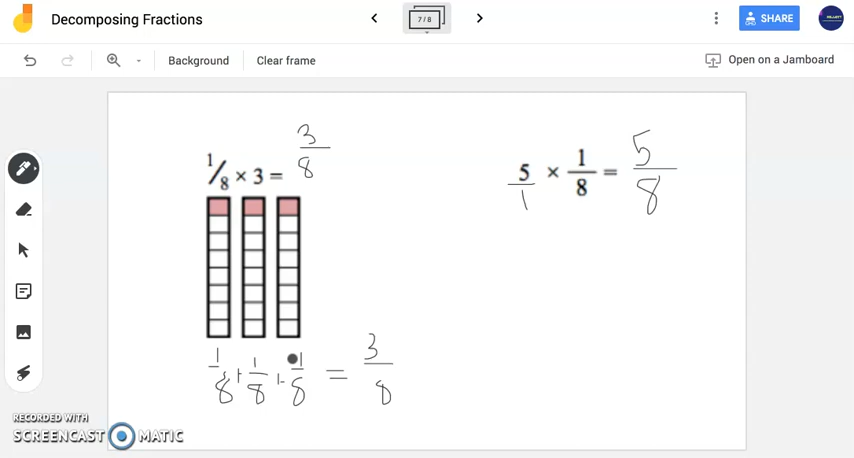 Decomposing Fractions
7 / 8
SHARE
Background
Clear frame
Open on a Jamboard
1/8 × 3 = 3/8
5/1 × 1/8 = 5/8
1/8 + 1/8 + 1/8 = 3/8
RECORDED WITH
SCREENCAST MATIC